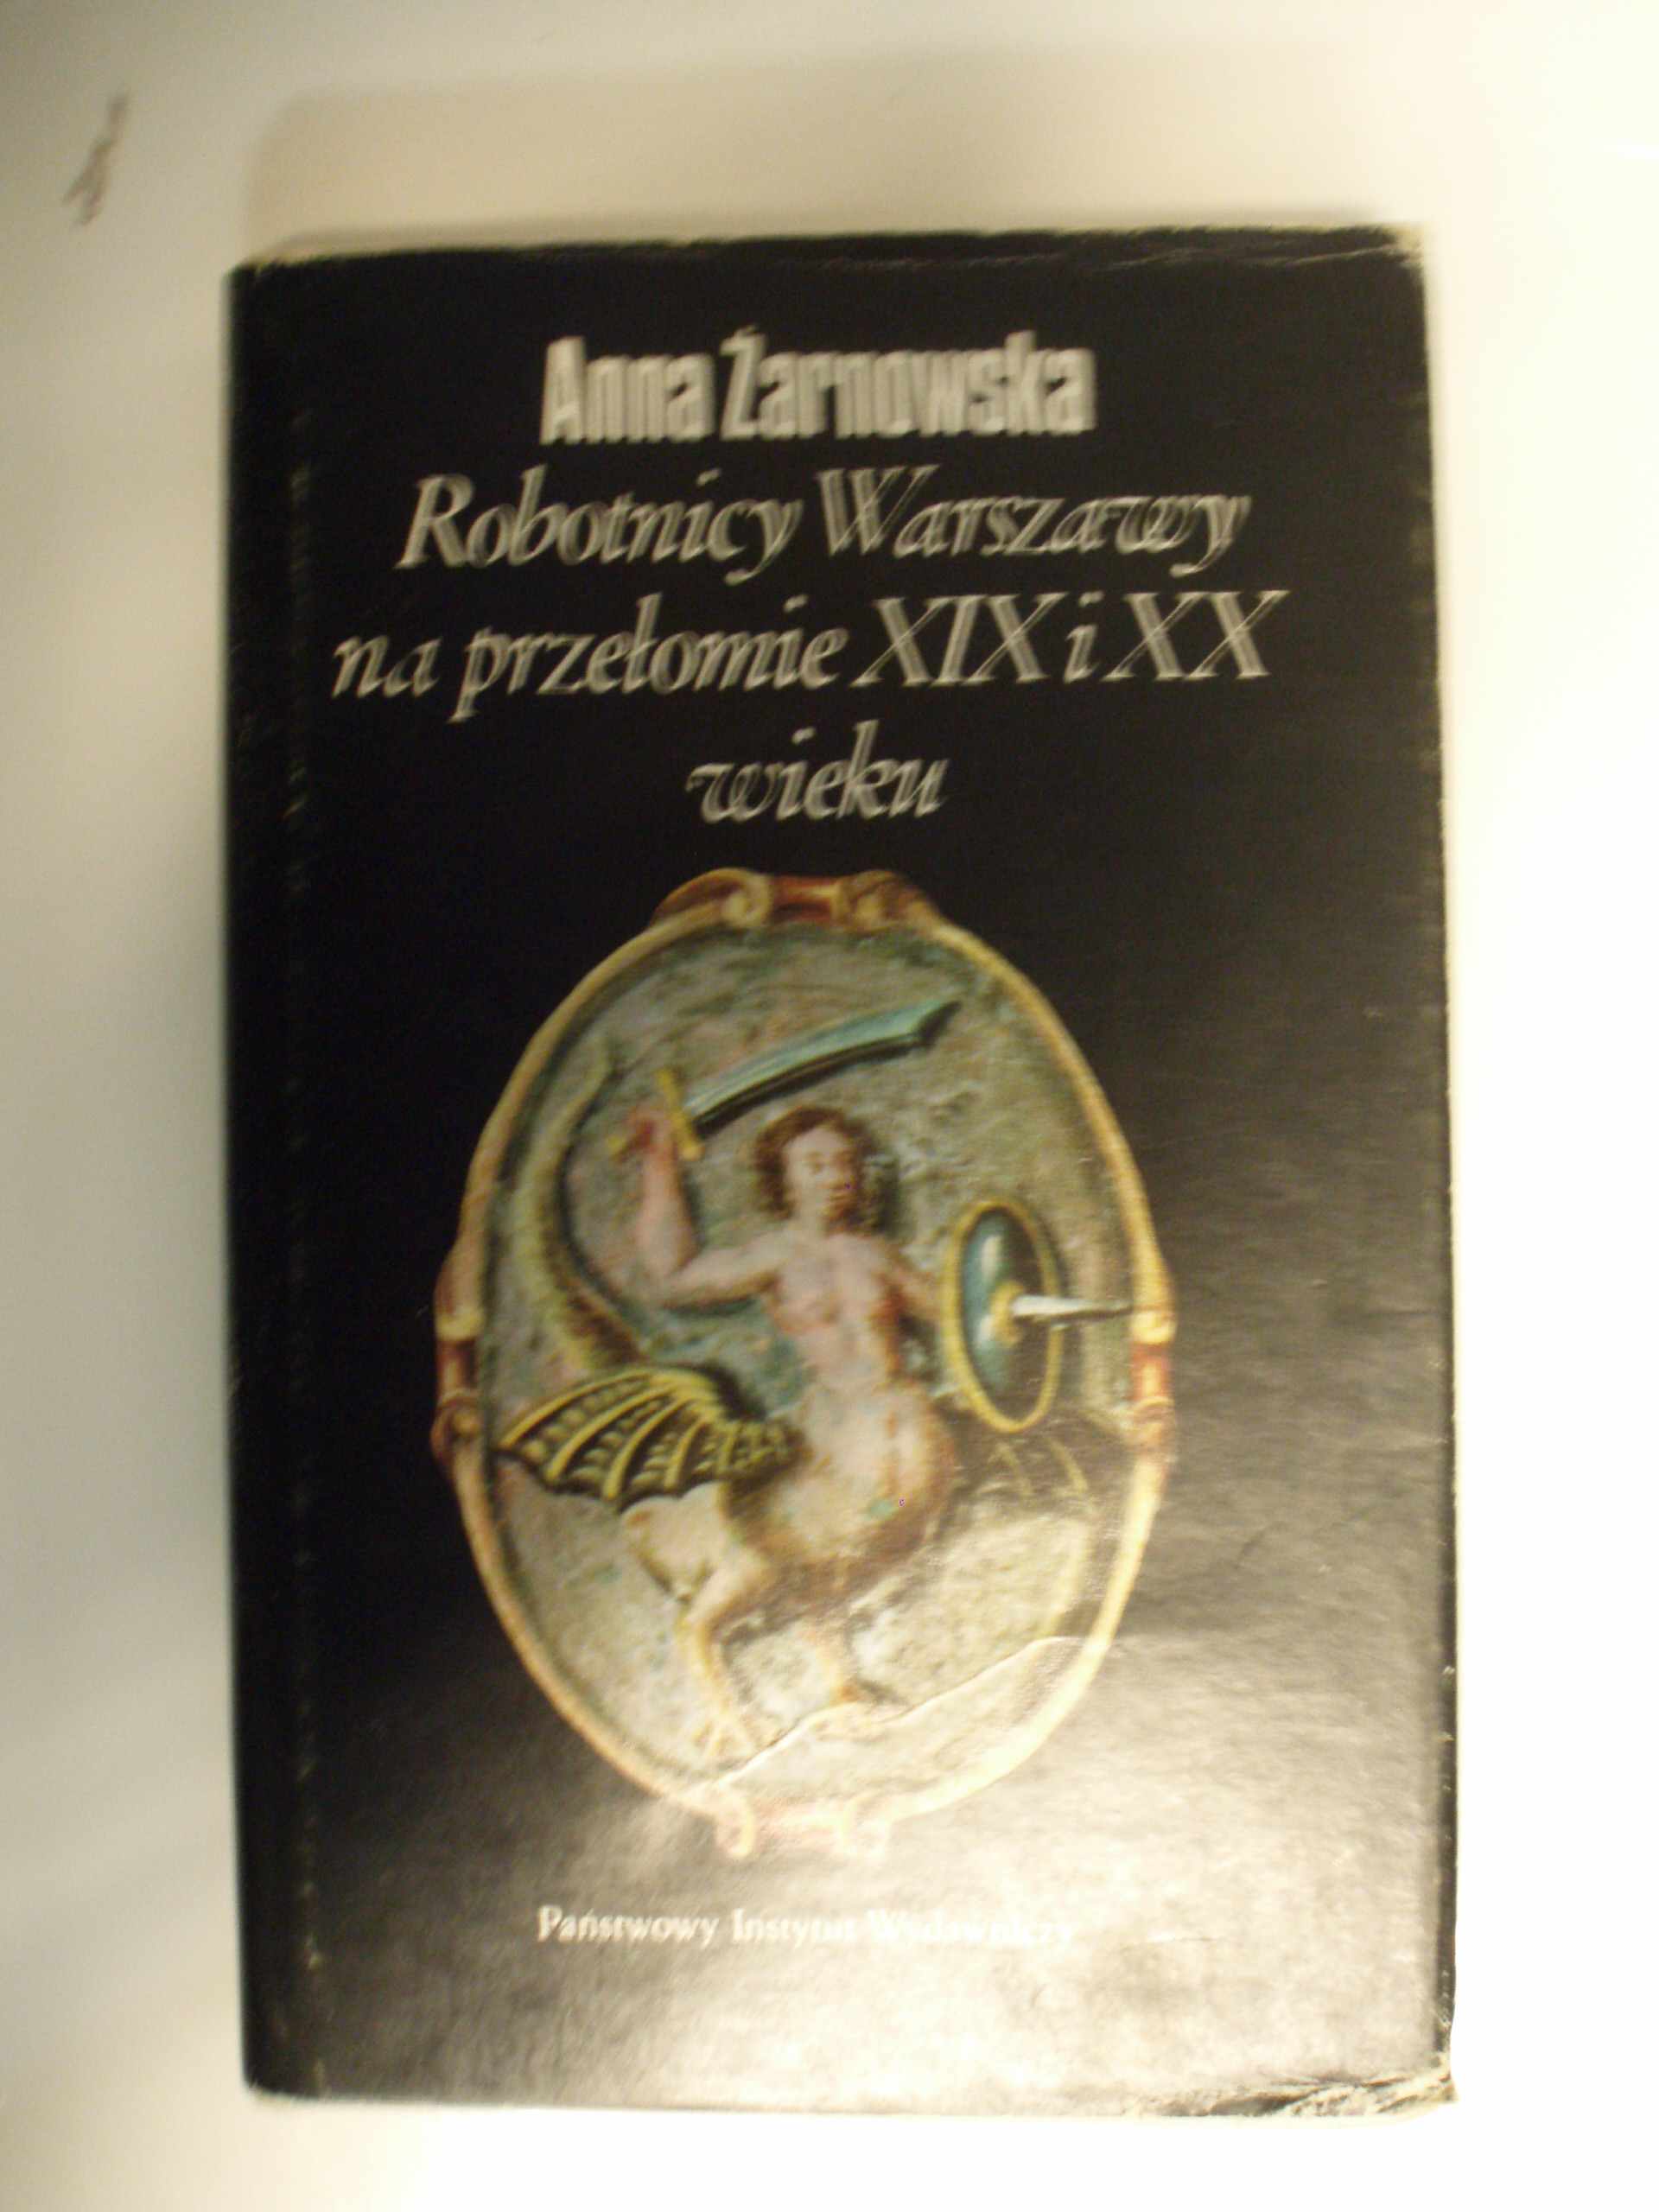 Anna Żarnowska
Robotnicy Warszawy
na przełomie XIX i XX
wieku
Państwowy Instytut Wydawniczy